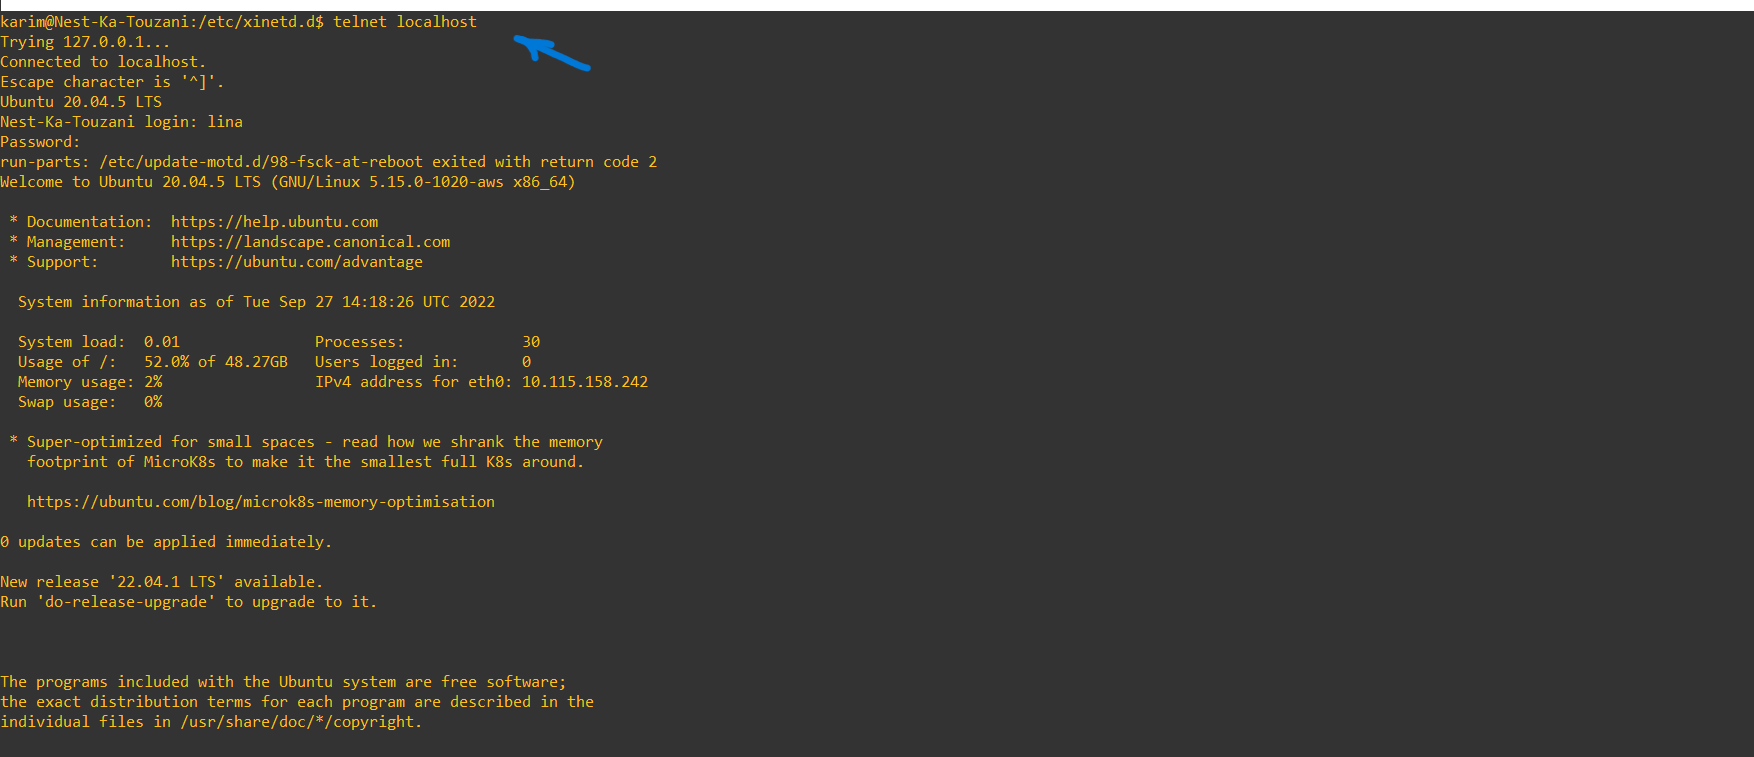 karim@Nest-Ka-Touzani:/etc/xinetd.d$ telnet localhost
Trying 127.0.0.1...
Connected to localhost.
Escape character is '^]'.
Ubuntu 20.04.5 LTS
Nest-Ka-Touzani login: lina
Password:
run-parts: /etc/update-motd.d/98-fsck-at-reboot exited with return code 2
Welcome to Ubuntu 20.04.5 LTS (GNU/Linux 5.15.0-1020-aws x86_64)

 * Documentation:  https://help.ubuntu.com
 * Management:     https://landscape.canonical.com
 * Support:        https://ubuntu.com/advantage

  System information as of Tue Sep 27 14:18:26 UTC 2022

  System load:  0.01               Processes:             30
  Usage of /:   52.0% of 48.27GB   Users logged in:       0
  Memory usage: 2%                 IPv4 address for eth0: 10.115.158.242
  Swap usage:   0%

 * Super-optimized for small spaces - read how we shrank the memory
   footprint of MicroK8s to make it the smallest full K8s around.

   https://ubuntu.com/blog/microk8s-memory-optimisation

0 updates can be applied immediately.

New release '22.04.1 LTS' available.
Run 'do-release-upgrade' to upgrade to it.

The programs included with the Ubuntu system are free software;
the exact distribution terms for each program are described in the
individual files in /usr/share/doc/*/copyright.